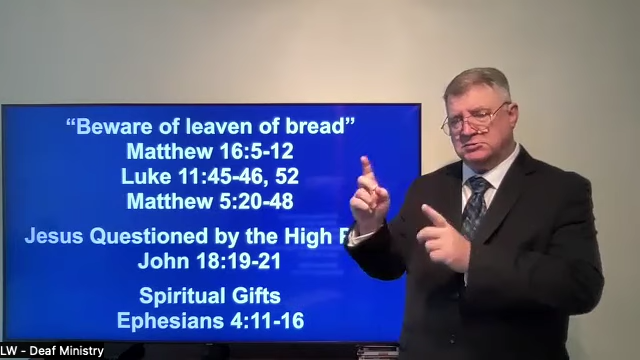 “Beware of leaven of bread”
Matthew 16:5-12
Luke 11:45-46, 52
Matthew 5:20-48
Jesus Questioned by the High
John 18:19-21
Spiritual Gifts
Ephesians 4:11-16
LW - Deaf Ministry